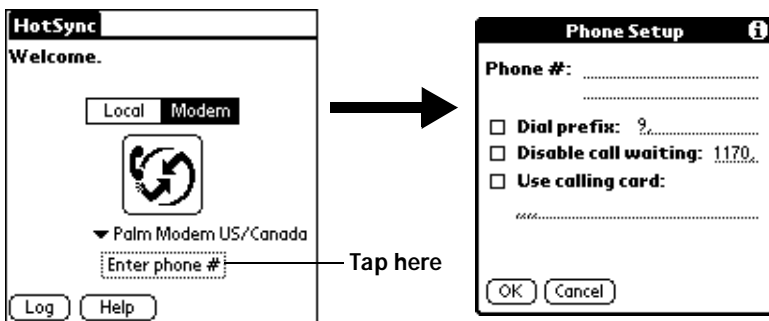 HotSync
Welcome.
Local Modem
Palm Modem US/Canada
Enter phone #
Tap here
Log Help
Phone Setup
Phone #:
Dial prefix: 9,
Disable call waiting: 1170,
Use calling card:
,,,,
OK Cancel